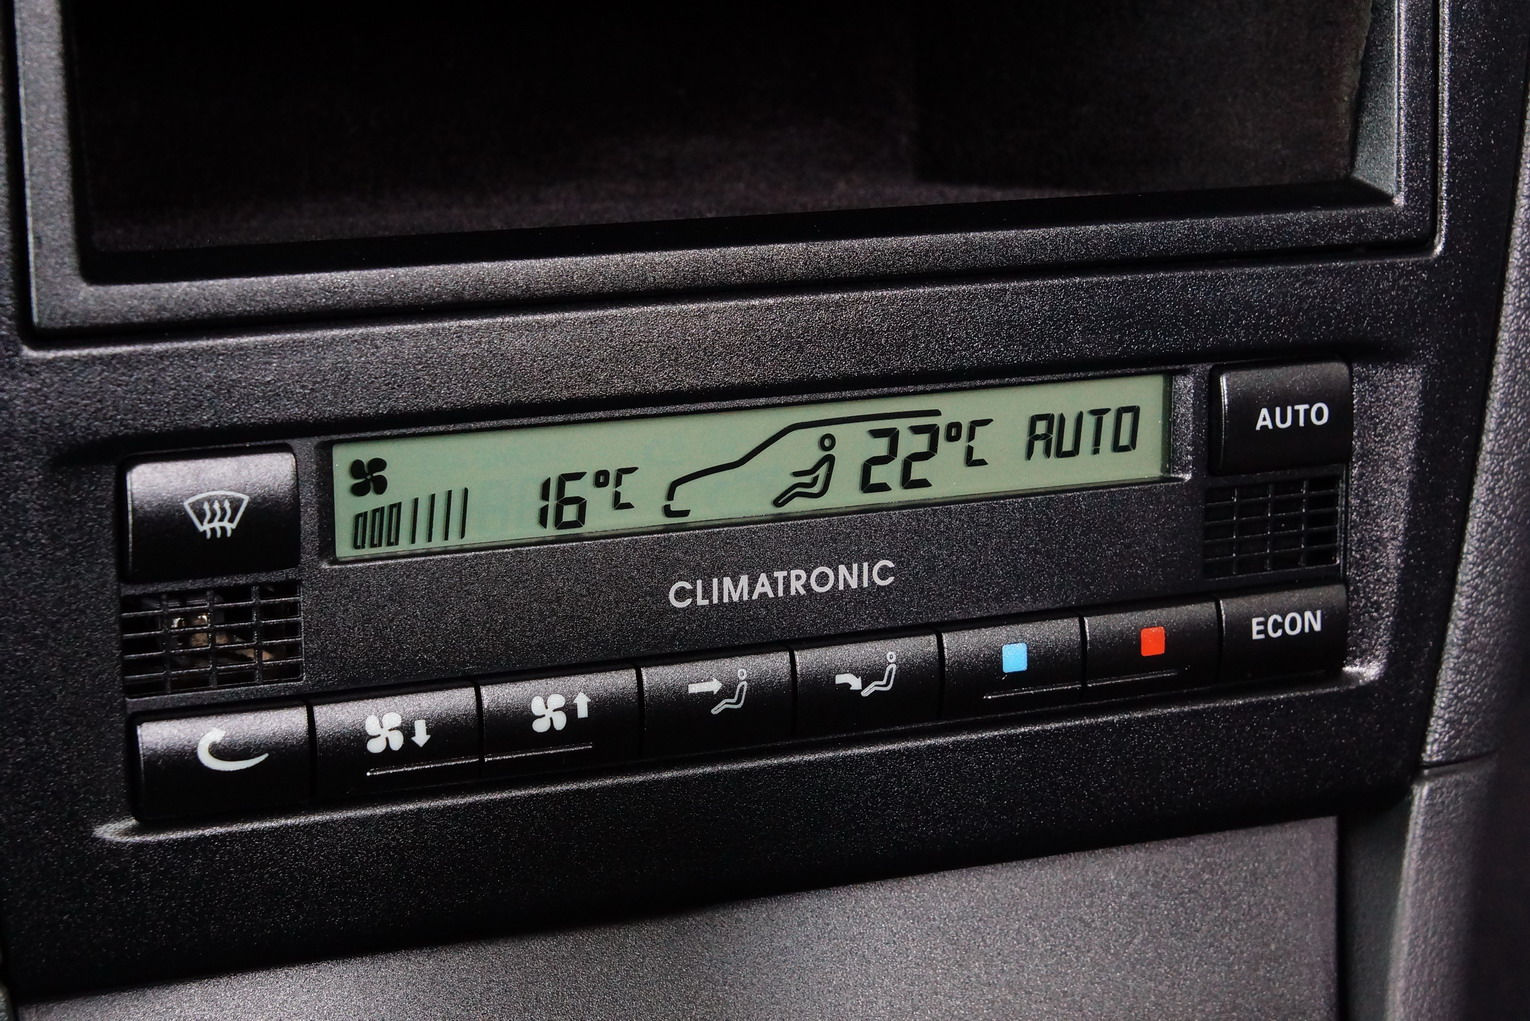 16°C 22°C AUTO
AUTO
CLIMATRONIC
ECON